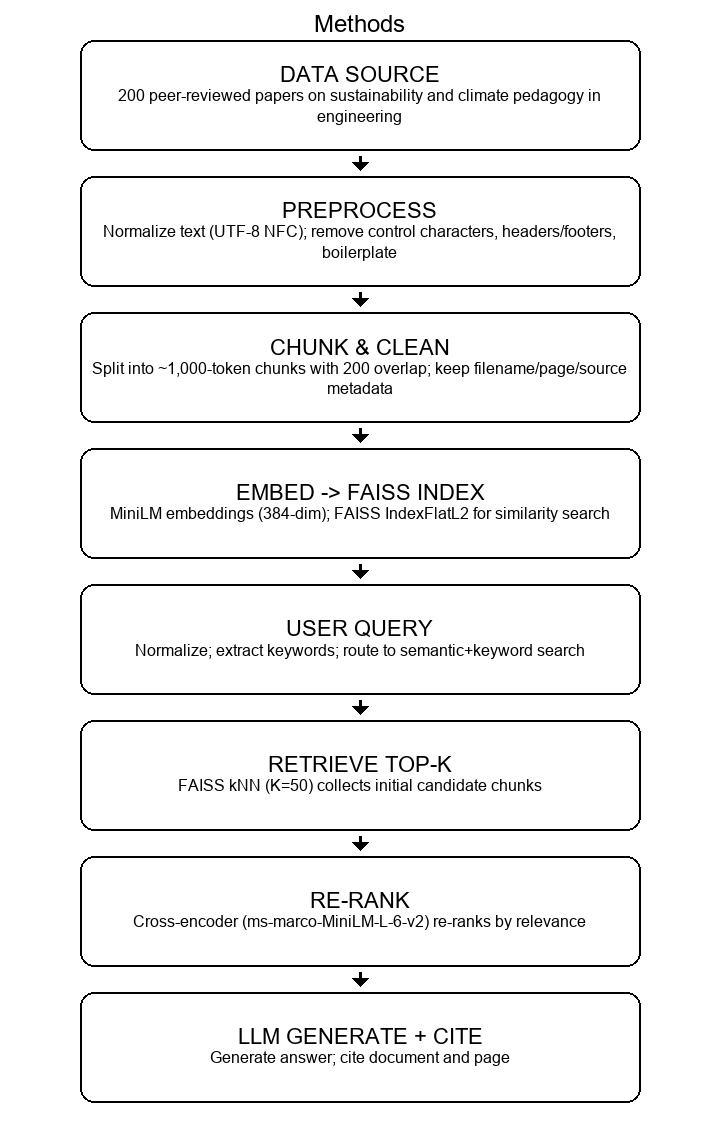 Methods
DATA SOURCE
200 peer-reviewed papers on sustainability and climate pedagogy in
engineering
PREPROCESS
Normalize text (UTF-8 NFC); remove control characters, headers/footers,
boilerplate
CHUNK & CLEAN
Split into ~1,000-token chunks with 200 overlap; keep filename/page/source
metadata
EMBED -> FAISS INDEX
MiniLM embeddings (384-dim); FAISS IndexFlatL2 for similarity search
USER QUERY
Normalize; extract keywords; route to semantic+keyword search
RETRIEVE TOP-K
FAISS kNN (K=50) collects initial candidate chunks
RE-RANK
Cross-encoder (ms-marco-MiniLM-L-6-v2) re-ranks by relevance
LLM GENERATE + CITE
Generate answer; cite document and page